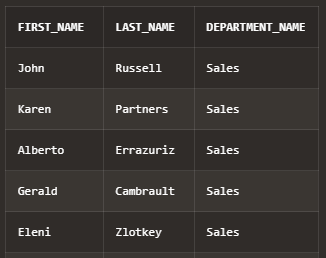 FIRST_NAME LAST_NAME DEPARTMENT_NAME
John Russell Sales
Karen Partners Sales
Alberto Errazuriz Sales
Gerald Cambrault Sales
Eleni Zlotkey Sales